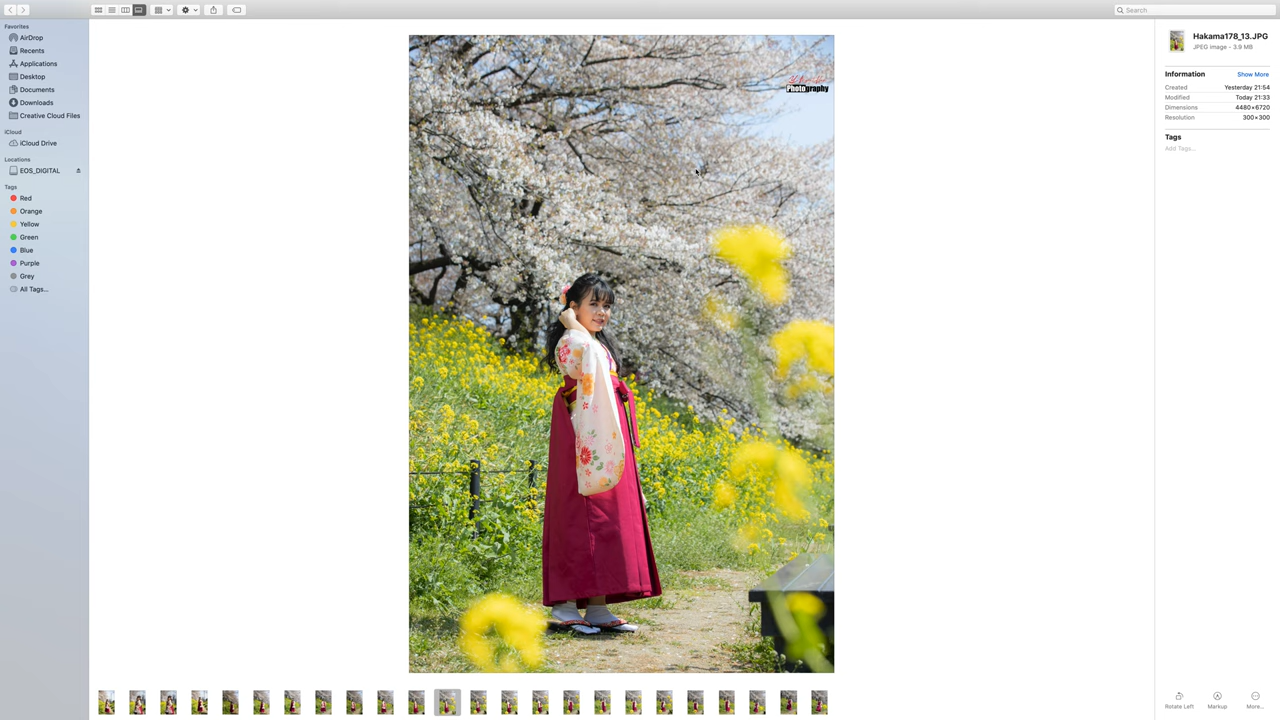 Search
Favorites
AirDrop
Recents
Applications
Desktop
Documents
Downloads
Creative Cloud Files
iCloud
iCloud Drive
Locations
EOS_DIGITAL
Tags
Red
Orange
Yellow
Green
Blue
Purple
Grey
All Tags...
Photography
Hakama178_13.JPG
JPEG image - 3.9 MB
Information
Show More
Created
Yesterday 21:54
Modified
Today 21:33
Dimensions
4480×6720
Resolution
300×300
Tags
Add Tags...
Rotate Left
Markup
More...